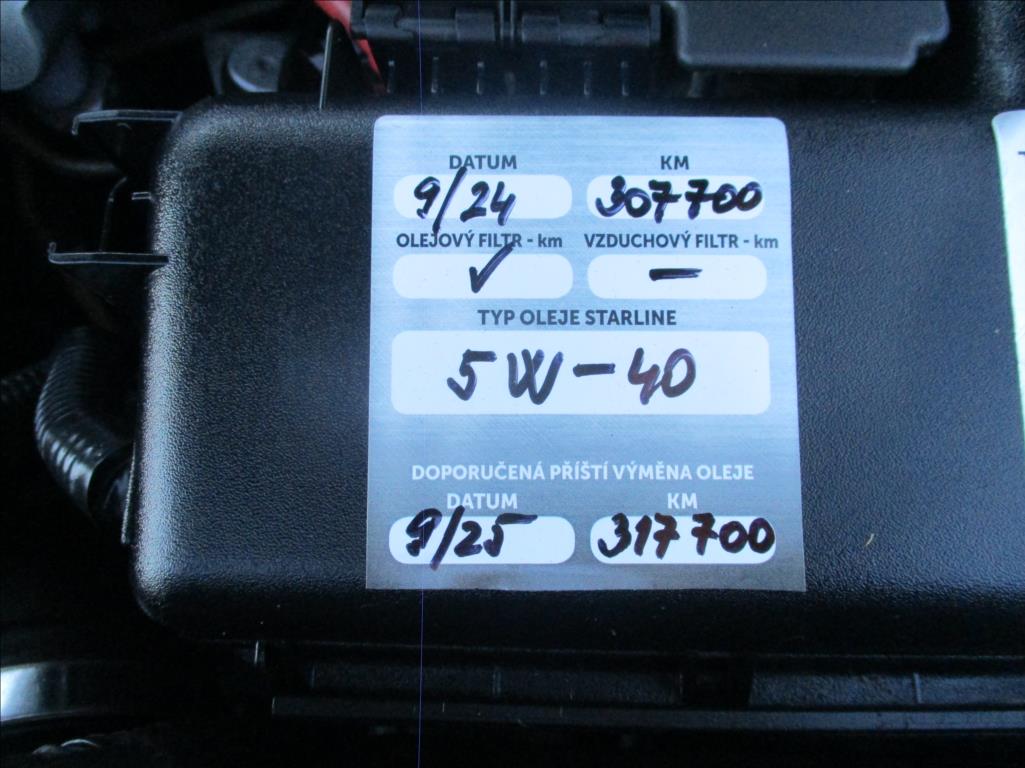 DATUM KM
9/24 307700
OLEJOVÝ FILTR - km VZDUCHOVÝ FILTR - km
✓ –
TYP OLEJE STARLINE
5W-40
DOPORUČENÁ PŘÍŠTÍ VÝMĚNA OLEJE
DATUM KM
9/25 317700